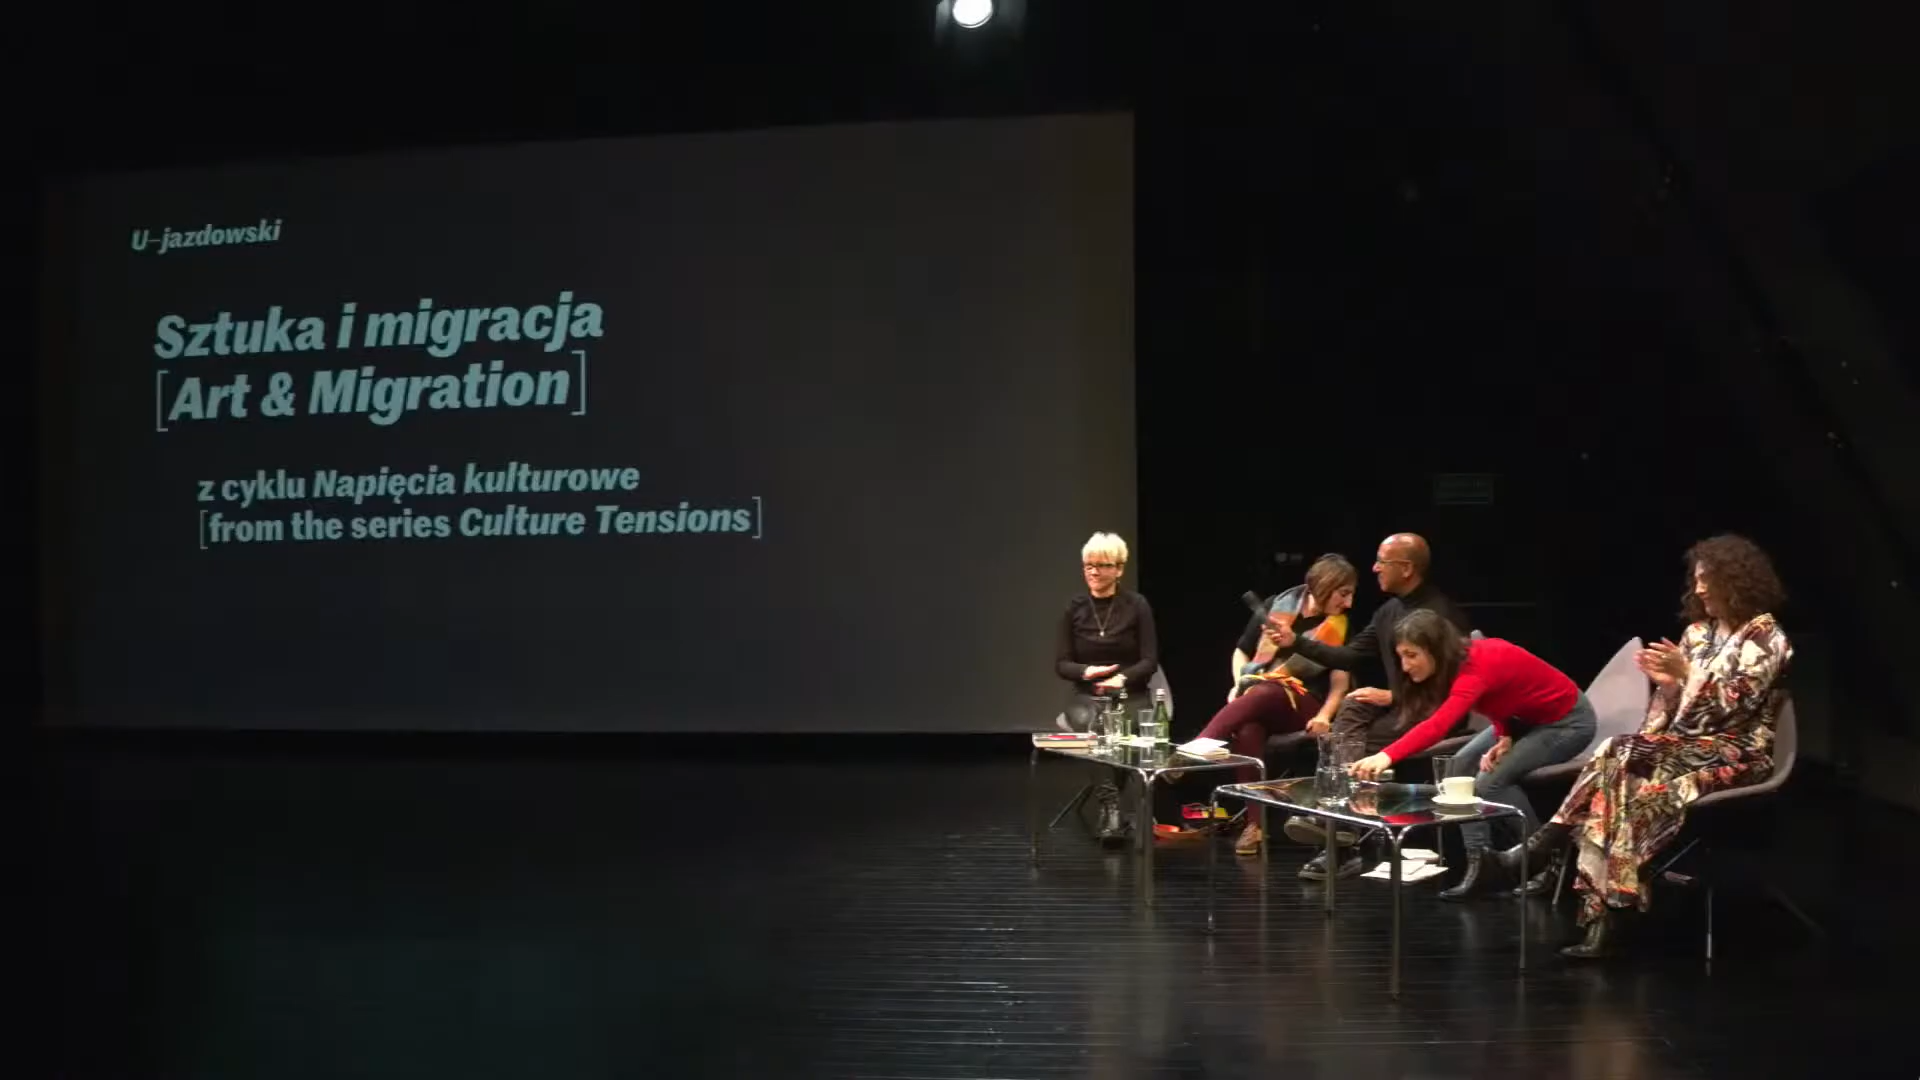 U–jazdowski
Sztuka i migracja
[Art & Migration]
z cyklu Napięcia kulturowe
[from the series Culture Tensions]